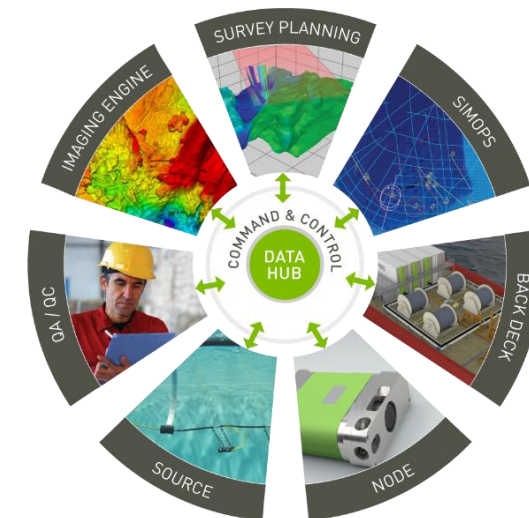 SURVEY PLANNING
SIMOPS
BACK DECK
NODE
SOURCE
QA / QC
IMAGING ENGINE
COMMAND & CONTROL
DATA
HUB